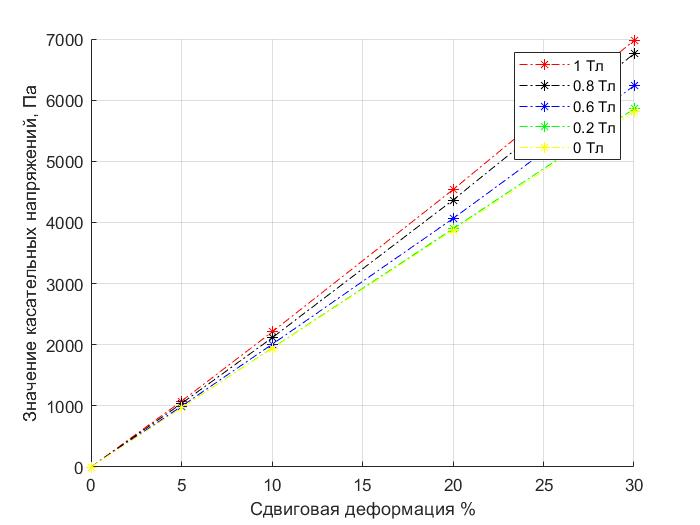 7000
6000
5000
4000
3000
2000
1000
0
Значение касательных напряжений, Па
1 Тл
0.8 Тл
0.6 Тл
0.2 Тл
0 Тл
0 5 10 15 20 25 30
Сдвиговая деформация %